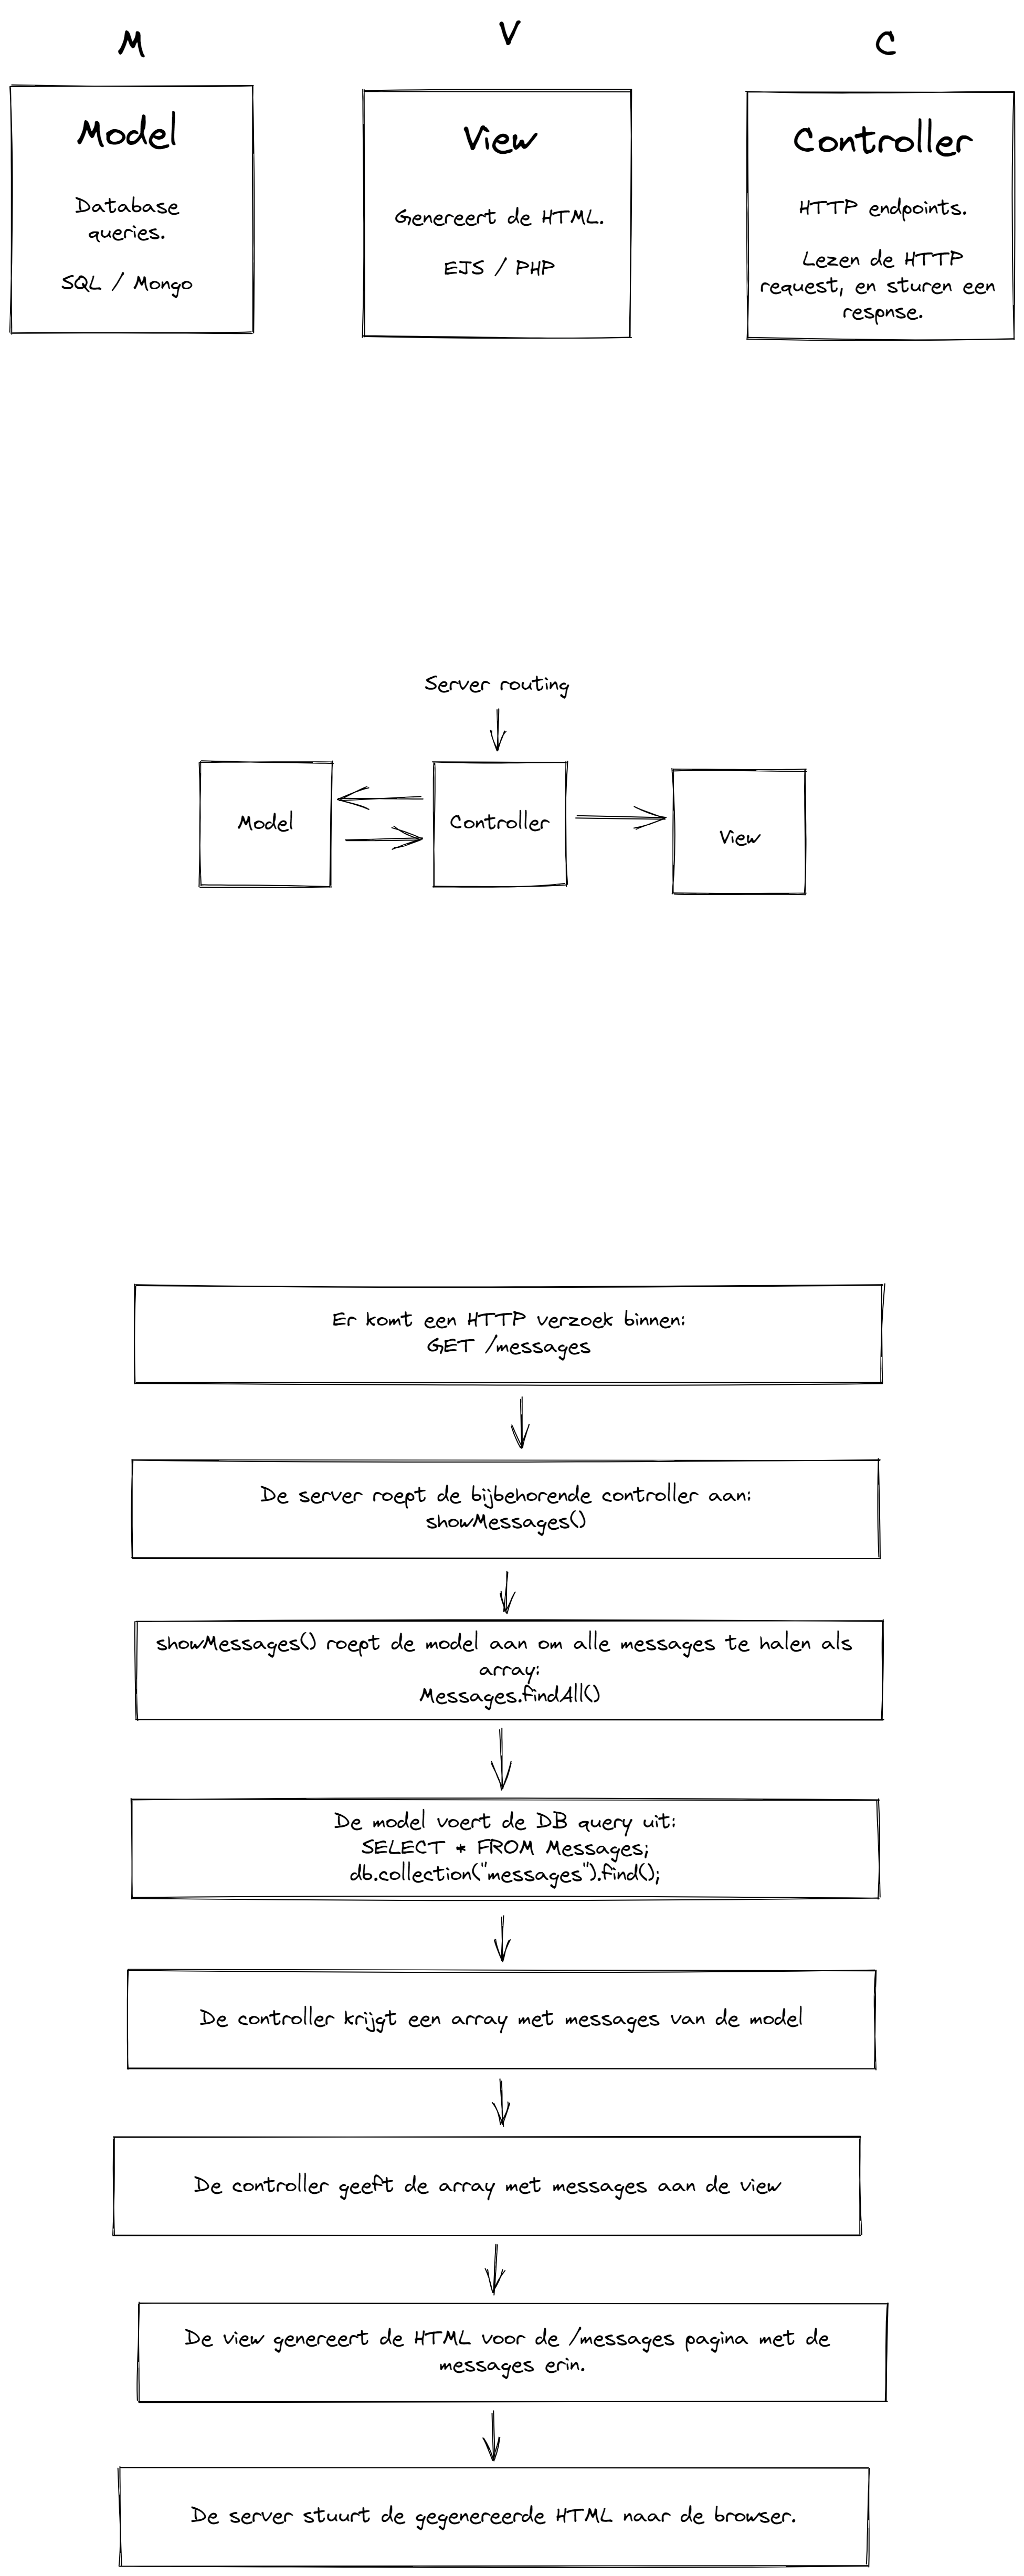 M
V
C
Model
Database
queries.
SQL / Mongo
View
Genereert de HTML.
EJS / PHP
Controller
HTTP endpoints.
Lezen de HTTP
request, en sturen een
respnse.
Server routing
Model
Controller
View
Er komt een HTTP verzoek binnen:
GET /messages
De server roept de bijbehorende controller aan:
showMessages()
showMessages() roept de model aan om alle messages te halen als
array:
Messages.findAll()
De model voert de DB query uit:
SELECT * FROM Messages;
db.collection("messages").find();
De controller krijgt een array met messages van de model
De controller geeft de array met messages aan de view
De view genereert de HTML voor de /messages pagina met de
messages erin.
De server stuurt de gegenereerde HTML naar de browser.